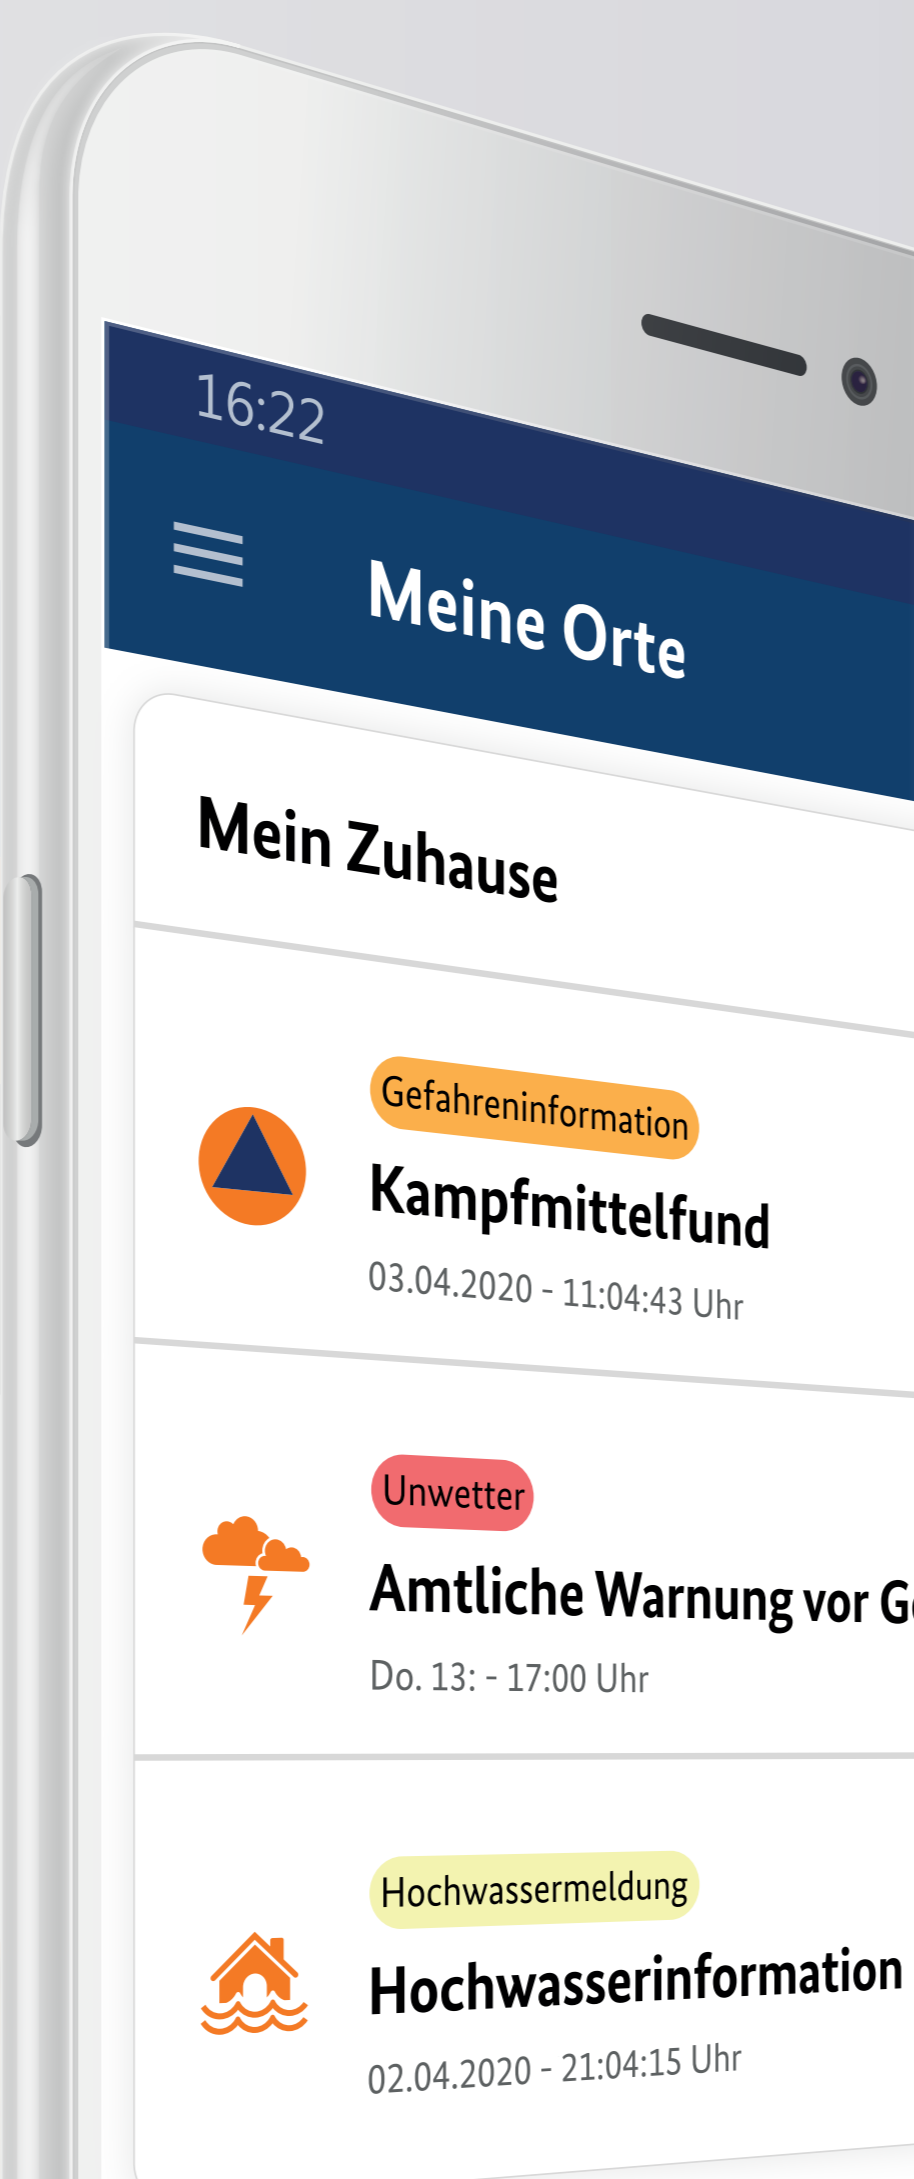 16:22
Meine Orte
Mein Zuhause
Gefahreninformation
Kampfmittelfund
03.04.2020 - 11:04:43 Uhr
Unwetter
Amtliche Warnung vor
Do. 13: - 17:00 Uhr
Hochwassermeldung
Hochwasserinformation
02.04.2020 - 21:04:15 Uhr